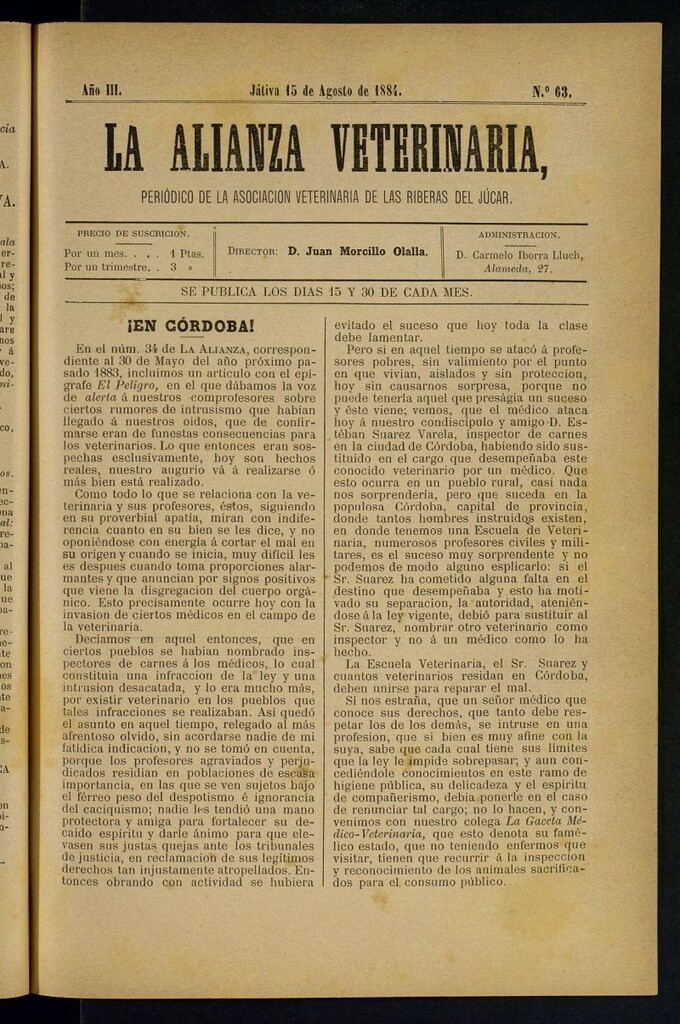 Año III.
Játiva 15 de Agosto de 1884.
N.º 63.
LA ALIANZA VETERINARIA,
PERIÓDICO DE LA ASOCIACION VETERINARIA DE LAS RIBERAS DEL JÚCAR.
PRECIO DE SUSCRICION.
Por un mes. . . . 1 Ptas.
Por un trimestre. . 3 »
DIRECTOR: D. Juan Morcillo Olalla.
ADMINISTRACION.
D. Carmelo Iborra Lluch,
Alameda, 27.
SE PUBLICA LOS DIAS 15 Y 30 DE CADA MES.
¡EN CÓRDOBA!
En el núm. 34 de LA ALIANZA, correspon-
diente al 30 de Mayo del año próximo pa-
sado 1883, incluimos un artículo con el epí-
grafe El Peligro, en el que dábamos la voz
de alerta á nuestros comprofesores sobre
ciertos rumores de intrusismo que habian
llegado á nuestros oidos, que de confir-
marse eran de funestas consecuencias para
los veterinarios. Lo que entonces eran sos-
pechas esclusivamente, hoy son hechos
reales, nuestro augurio vá á realizarse ó
más bien está realizado.
Como todo lo que se relaciona con la ve-
terinaria y sus profesores, éstos, siguiendo
en su proverbial apatía, miran con indife-
rencia cuanto en su bien se les dice, y no
oponiéndose con energía á cortar el mal en
su orígen y cuando se inicia, muy difícil les
es despues cuando toma proporciones alar-
mantes y que anuncian por signos positivos
que viene la disgregacion del cuerpo orgá-
nico. Esto precisamente ocurre hoy con la
invasion de ciertos médicos en el campo de
la veterinaria.
Decíamos en aquel entonces, que en
ciertos pueblos se habian nombrado ins-
pectores de carnes á los médicos, lo cual
constituia una infraccion de la ley y una
intrusion desacatada, y lo era mucho más,
por existir veterinario en los pueblos que
tales infracciones se realizaban. Así quedó
el asunto en aquel tiempo, relegado al más
afrentoso olvido, sin acordarse nadie de mi
fatídica indicacion, y no se tomó en cuenta,
porque los profesores agraviados y perju-
dicados residian en poblaciones de escasa
importancia, en las que se ven sujetos bajo
el férreo peso del despotismo é ignorancia
del caciquismo; nadie les tendió una mano
protectora y amiga para fortalecer su de-
caido espíritu y darle ánimo para que ele-
vasen sus justas quejas ante los tribunales
de justicia, en reclamacion de sus legítimos
derechos tan injustamente atropellados. En-
tonces obrando con actividad se hubiera
evitado el suceso que hoy toda la clase
debe lamentar.
Pero si en aquel tiempo se atacó á profe-
sores pobres, sin valimiento por el punto
en que vivian, aislados y sin proteccion,
hoy sin causarnos sorpresa, porque no
puede tenerla aquel que preságia un suceso
y éste viene; vemos, que el médico ataca
hoy á nuestro condiscípulo y amigo D. Es-
téban Suarez Varela, inspector de carnes
en la ciudad de Córdoba, habiendo sido sus-
tituido en el cargo que desempeñaba este
conocido veterinario por un médico. Que
esto ocurra en un pueblo rural, casi nada
nos sorprendería, pero que suceda en la
populosa Córdoba, capital de provincia,
donde tantos hombres instruidos existen,
en donde tenemos una Escuela de Veteri-
naria, numerosos profesores civiles y mili-
tares, es el suceso muy sorprendente y no
podemos de modo alguno esplicarlo: si el
Sr. Suarez ha cometido alguna falta en el
destino que desempeñaba y esto ha moti-
vado su separacion, la autoridad, atenién-
dose á la ley vigente, debió para sustituir al
Sr. Suarez, nombrar otro veterinario como
inspector y no á un médico como lo ha
hecho.
La Escuela Veterinaria, el Sr. Suarez y
cuantos veterinarios residan en Córdoba,
deben unirse para reparar el mal.
Si nos estraña, que un señor médico que
conoce sus derechos, que tanto debe res-
petar los de los demás, se intruse en una
profesion, que si bien es muy afine con la
suya, sabe que cada cual tiene sus límites
que la ley le impide sobrepasar; y aun con-
cediéndole conocimientos en este ramo de
higiene pública, su delicadeza y el espíritu
de compañerismo, debia ponerle en el caso
de renunciar tal cargo; no lo hacen, y con-
venimos con nuestro colega La Gaceta Mé-
dico-Veterinaria, que esto denota su famé-
lico estado, que no teniendo enfermos que
visitar, tienen que recurrir á la inspeccion
y reconocimiento de los animales sacrifica-
dos para el consumo público.